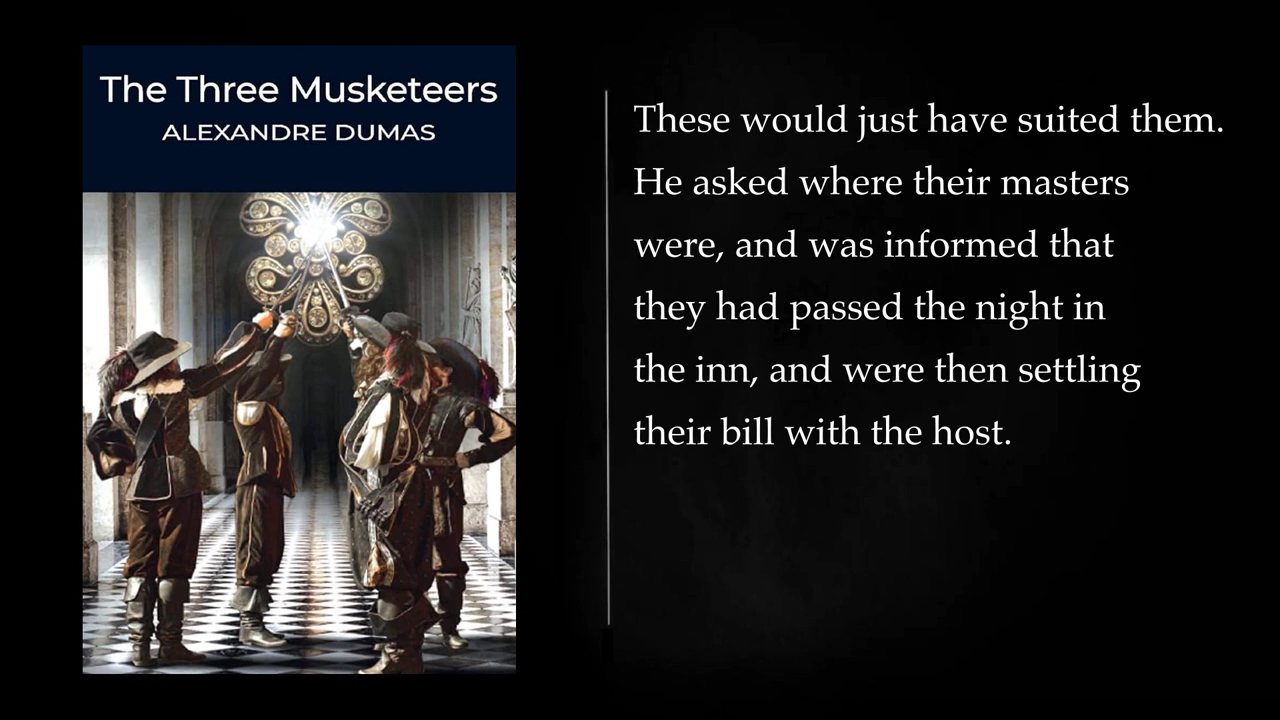 The Three Musketeers
ALEXANDRE DUMAS
These would just have suited them.
He asked where their masters
were, and was informed that
they had passed the night in
the inn, and were then settling
their bill with the host.